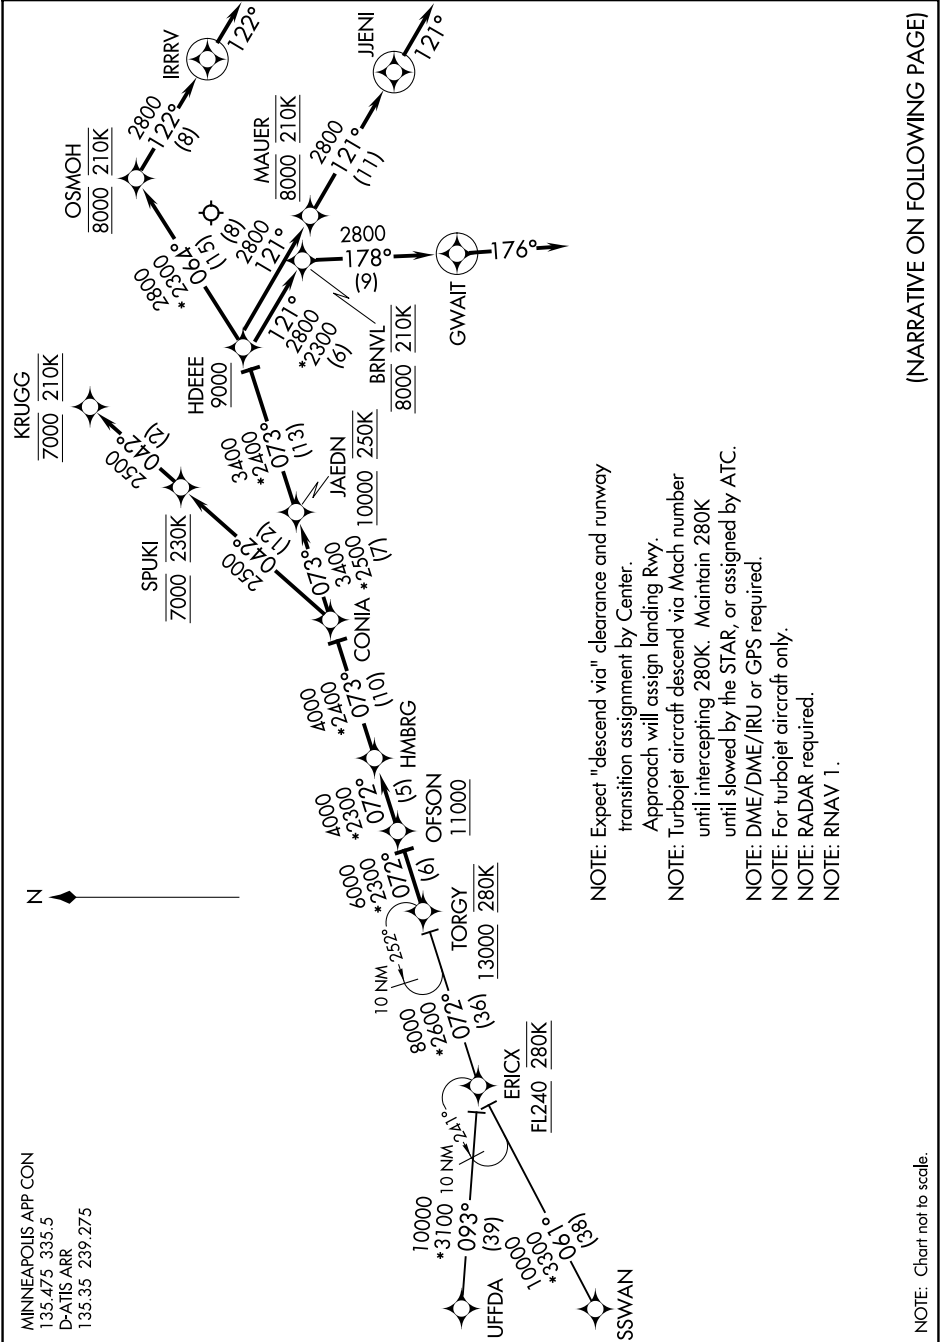 MINNEAPOLIS APP CON
135.475 335.5
D-ATIS ARR
135.35 239.275
N
KRUGG
7000 210K
2500
042°
(2)
SPUKI
7000 230K
2500
042°
(12)
OSMOH
8000 210K
2800
122°
(8)
IRRRV
122°
2800
*2300
064°
(15)
HDEEE
9000
(8)
2800
121°
MAUER
8000 210K
2800
121°
(11)
JJENI
121°
121°
2800
*2300
(6)
BRNVL
8000 210K
2800
178°
(9)
GWAIT
176°
3400
*2400
073°
(13)
JAEDN
10000 250K
073°
3400
*2500
(7)
CONIA
4000
*2400
073°
(10)
HMBRG
4000
*2300
072°
(5)
OFSON
11000
6000
*2300
072°
(6)
TORGY
13000 280K
10 NM
252°
8000
*2600
072°
(36)
ERICX
FL240 280K
10 NM
241°
10000
*3100
093°
(39)
UFFDA
10000
*3300
061°
(38)
SSWAN
NOTE: Expect "descend via" clearance and runway
transition assignment by Center.
Approach will assign landing Rwy.
NOTE: Turbojet aircraft descend via Mach number
until intercepting 280K. Maintain 280K
until slowed by the STAR, or assigned by ATC.
NOTE: DME/DME/IRU or GPS required.
NOTE: For turbojet aircraft only.
NOTE: RADAR required.
NOTE: RNAV 1.
(NARRATIVE ON FOLLOWING PAGE)
NOTE: Chart not to scale.